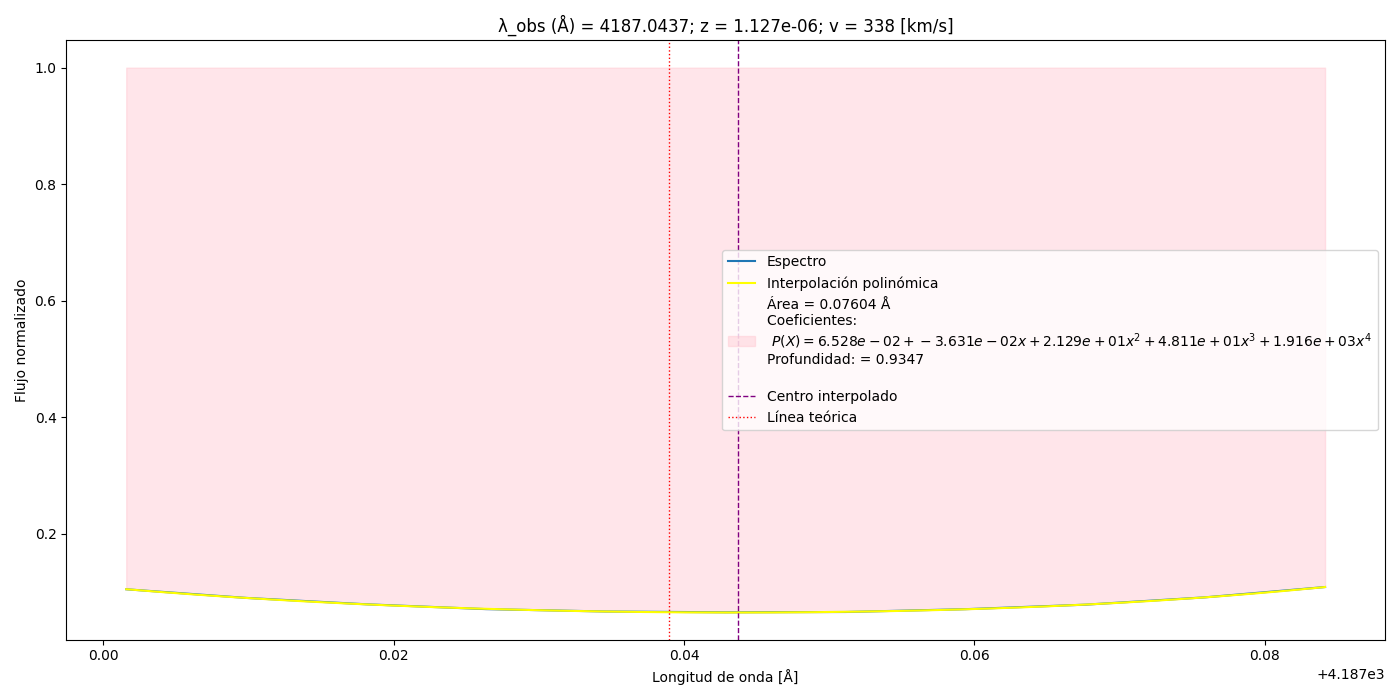 λ_obs (Å) = 4187.0437; z = 1.127e-06; v = 338 [km/s]
Flujo normalizado
1.0
0.8
0.6
0.4
0.2
Espectro
Interpolación polinómica
Área = 0.07604 Å
Coeficientes:
P(X) = 6.528e − 02 + − 3.631e − 02x + 2.129e + 01x² + 4.811e + 01x³ + 1.916e + 03x⁴
Profundidad: = 0.9347
Centro interpolado
Línea teórica
0.00 0.02 0.04 0.06 0.08
+4.187e3
Longitud de onda [Å]